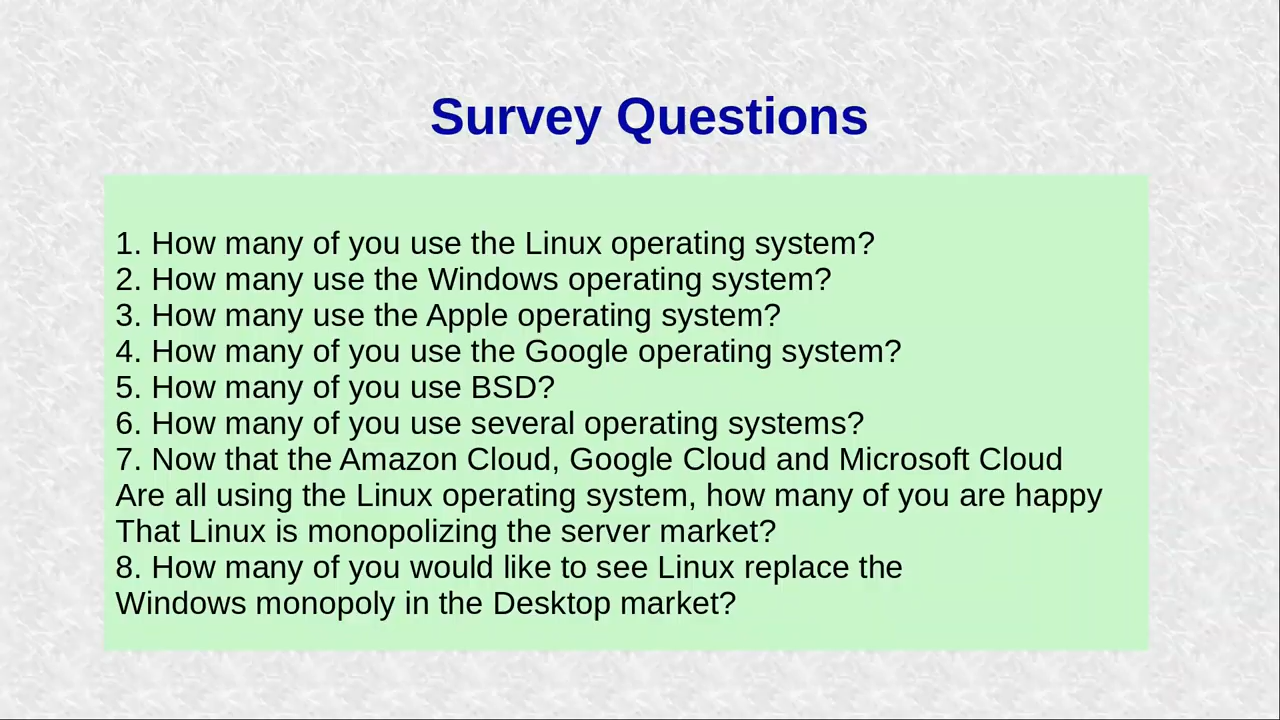 Survey Questions
1. How many of you use the Linux operating system?
2. How many use the Windows operating system?
3. How many use the Apple operating system?
4. How many of you use the Google operating system?
5. How many of you use BSD?
6. How many of you use several operating systems?
7. Now that the Amazon Cloud, Google Cloud and Microsoft Cloud
Are all using the Linux operating system, how many of you are happy
That Linux is monopolizing the server market?
8. How many of you would like to see Linux replace the
Windows monopoly in the Desktop market?